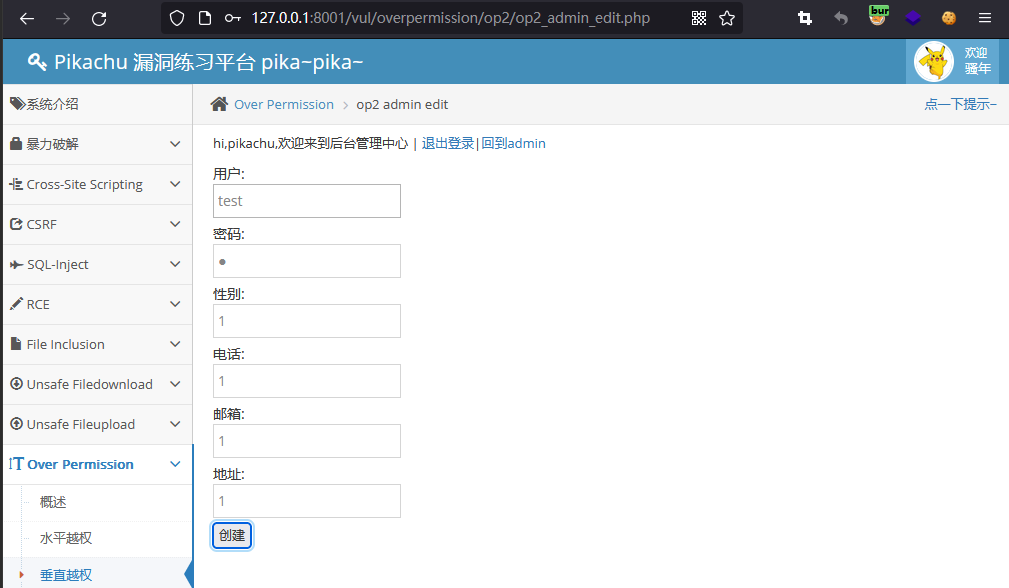 127.0.0.1:8001/vul/overpermission/op2/op2_admin_edit.php
bur
Pikachu 漏洞练习平台 pika~pika~
欢迎
骚年
系统介绍
Over Permission > op2 admin edit
点一下提示~
暴力破解
hi,pikachu,欢迎来到后台管理中心 | 退出登录|回到admin
Cross-Site Scripting
CSRF
SQL-Inject
RCE
File Inclusion
Unsafe Filedownload
Unsafe Fileupload
Over Permission
概述
水平越权
垂直越权
用户:
test
密码:
性别:
1
电话:
1
邮箱:
1
地址:
1
创建